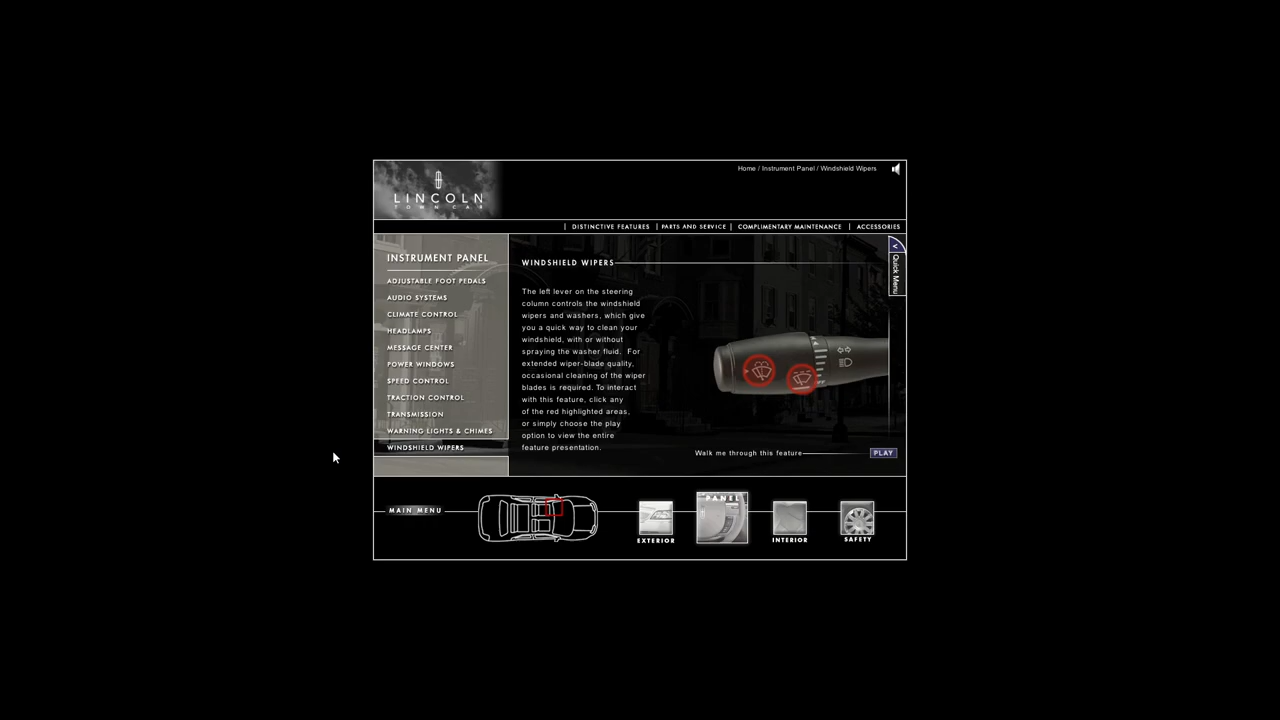 Home / Instrument Panel / Windshield Wipers
LINCOLN
TOWN CAR
DISTINCTIVE FEATURES
PARTS AND SERVICE
COMPLIMENTARY MAINTENANCE
ACCESSORIES
INSTRUMENT PANEL
ADJUSTABLE FOOT PEDALS
AUDIO SYSTEMS
CLIMATE CONTROL
HEADLAMPS
MESSAGE CENTER
POWER WINDOWS
SPEED CONTROL
TRACTION CONTROL
TRANSMISSION
WARNING LIGHTS & CHIMES
WINDSHIELD WIPERS
WINDSHIELD WIPERS
The left lever on the steering
column controls the windshield
wipers and washers, which give
you a quick way to clean your
windshield, with or without
spraying the washer fluid. For
extended wiper-blade quality,
occasional cleaning of the wiper
blades is required. To interact
with this feature, click any
of the red highlighted areas,
or simply choose the play
option to view the entire
feature presentation.
< Quick Menu
Walk me through this feature
PLAY
MAIN MENU
EXTERIOR
PANEL
INTERIOR
SAFETY